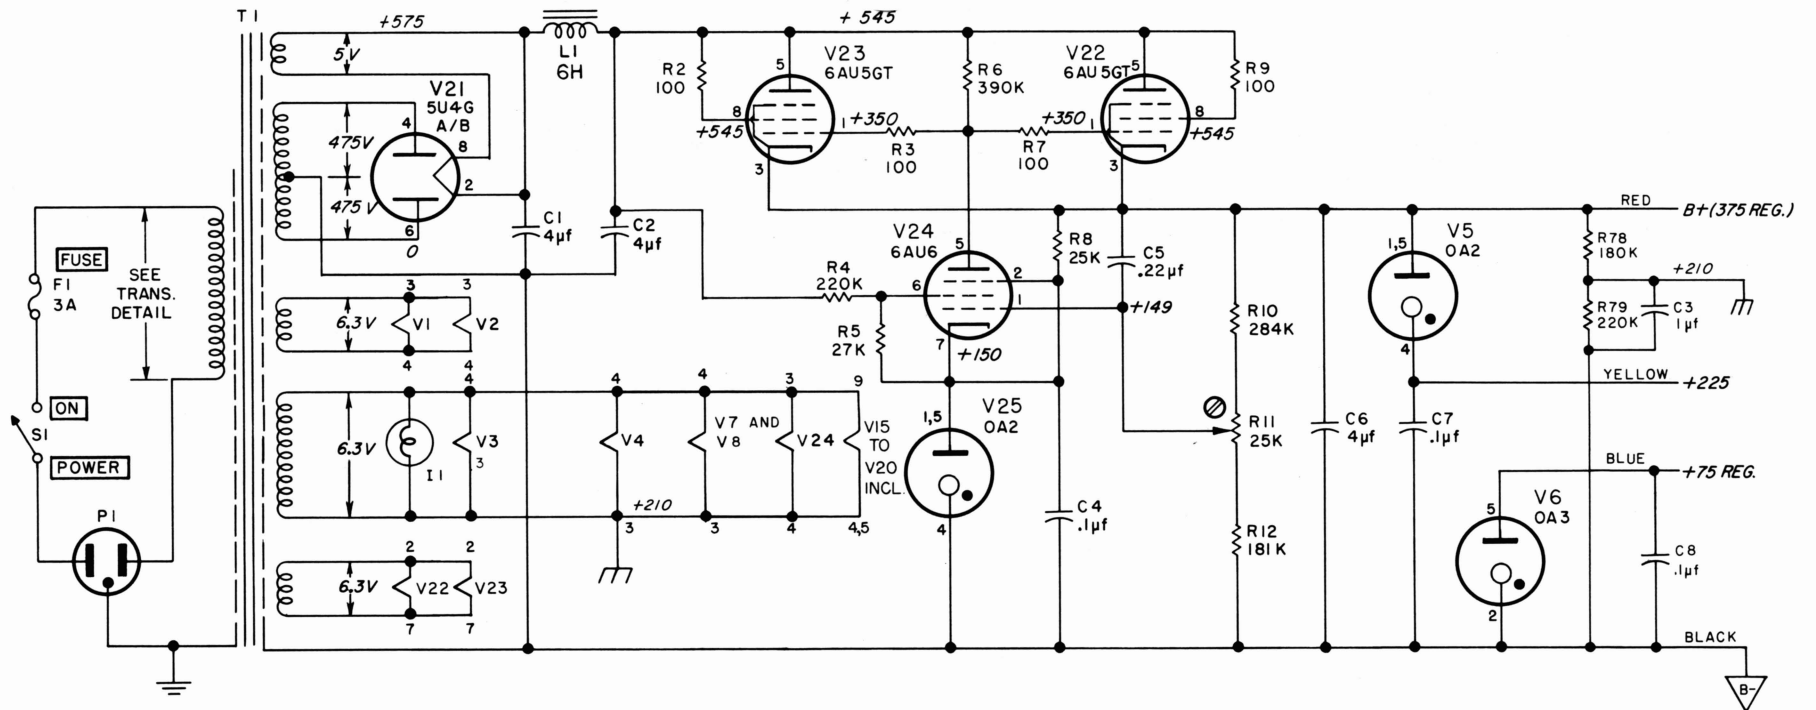 T1
+575
5V
V21
5U4G
A/B
4
8
2
6
0
475V
475V
L1
6H
+545
C1
4µf
C2
4µf
R2
100
V23
6AU5GT
5
8
+545
1
+350
3
R3
100
R6
390K
R7
100
V22
6AU5GT
5
+350
1
8
+545
3
R9
100
RED
B+(375 REG.)
V24
6AU6
5
6
2
1
7
+150
R4
220K
R5
27K
R8
25K
C5
.22µf
+149
R10
284K
R11
25K
R12
181K
C6
4µf
V5
OA2
1,5
4
C7
.1µf
R78
180K
+210
R79
220K
C3
1µf
YELLOW
+225
BLUE
+75 REG.
V6
OA3
5
2
C8
.1µf
BLACK
B-
V25
OA2
1,5
4
C4
.1µf
FUSE
F1
3A
SEE
TRANS.
DETAIL
ON
S1
POWER
P1
6.3V
3
V1
4
3
V2
4
6.3V
I1
4
V3
3
4
V4
3
+210
4
V7 AND
V8
3
3
V24
4
9
V15
TO
V20
INCL.
4,5
6.3V
2
V22
7
2
V23
7